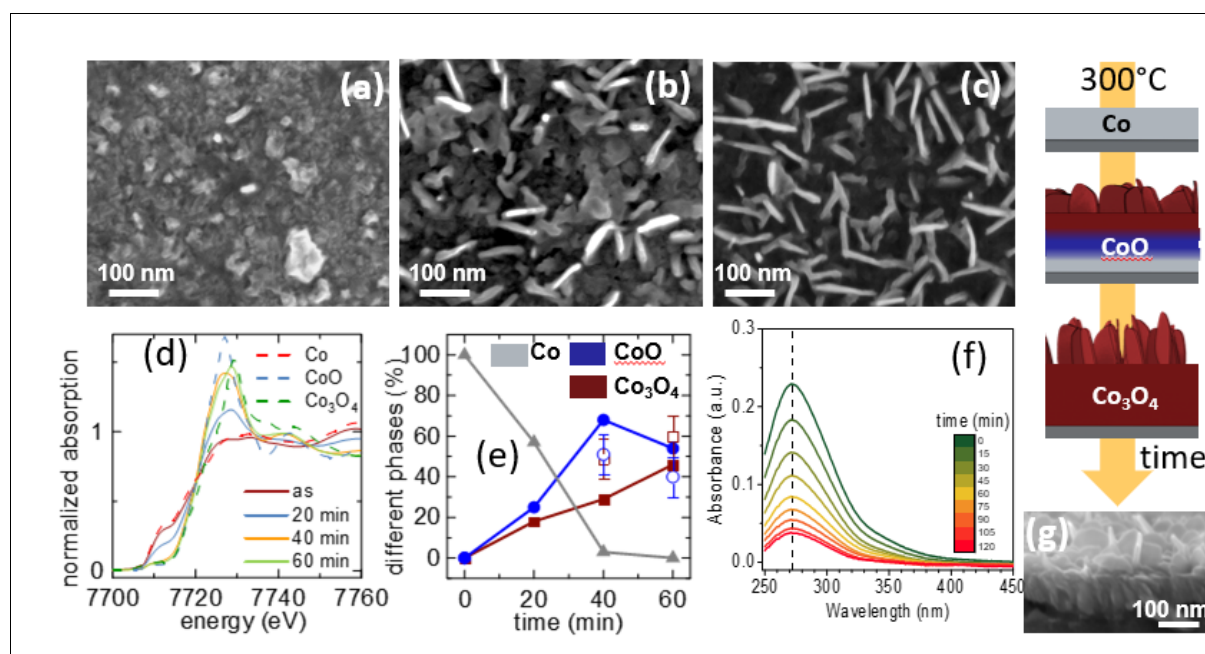 (a)
100 nm
(b)
100 nm
(c)
100 nm
300°C
Co
CoO
Co3O4
time
(d)
Co
CoO
Co3O4
as
20 min
40 min
60 min
1
0
7700 7720 7740 7760
energy (eV)
normalized absorption
(e)
Co
CoO
Co3O4
100
80
60
40
20
0
0 20 40 60
time (min)
different phases (%)
(f)
time (min)
0
15
30
45
60
75
90
105
120
0.3
0.2
0.1
0.0
250 300 350 400 450
Wavelength (nm)
Absorbance (a.u.)
(g)
100 nm